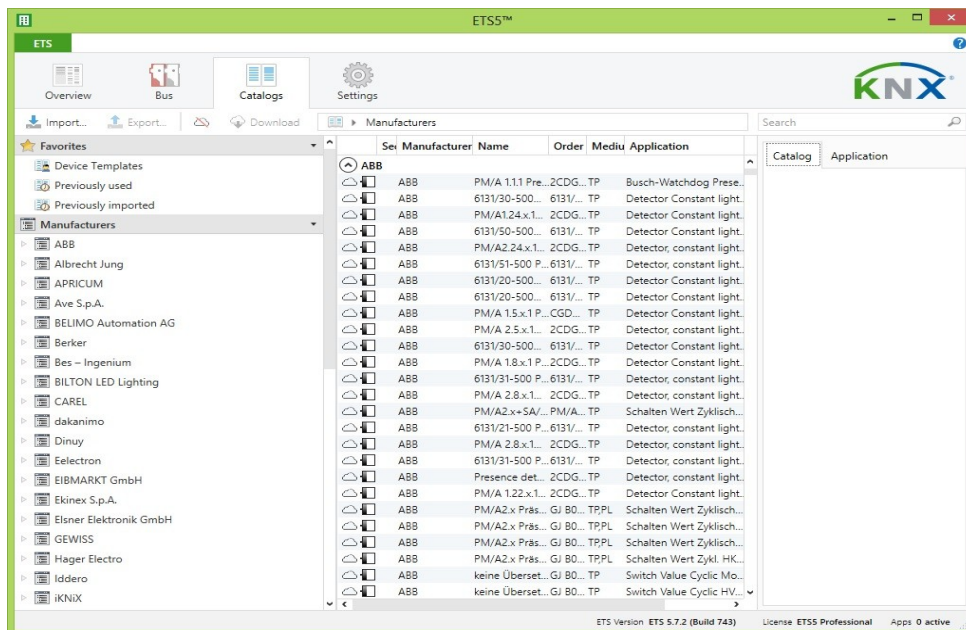 ETS5™
ETS
Overview Bus Catalogs Settings
KNX®
Import... Export... Download Manufacturers Search
Favorites
Device Templates
Previously used
Previously imported
Manufacturers
ABB
Albrecht Jung
APRICUM
Ave S.p.A.
BELIMO Automation AG
Berker
Bes – Ingenium
BILTON LED Lighting
CAREL
dakanimo
Dinuy
Eelectron
EIBMARKT GmbH
Ekinex S.p.A.
Elsner Elektronik GmbH
GEWISS
Hager Electro
Iddero
iKNiX
Se Manufacturer Name Order Mediu Application
ABB
ABB PM/A 1.1.1 Pre... 2CDG... TP Busch-Watchdog Prese..
ABB 6131/30-500... 6131/... TP Detector Constant light..
ABB PM/A1.24.x.1... 2CDG... TP Detector Constant light..
ABB 6131/50-500... 6131/... TP Detector Constant light..
ABB PM/A2.24.x.1... 2CDG... TP Detector, constant light..
ABB 6131/51-500 P... 6131/... TP Detector, constant light..
ABB 6131/20-500... 6131/... TP Detector Constant light..
ABB 6131/20-500... 6131/... TP Detector Constant light..
ABB PM/A 1.5.x.1 P... CGD... TP Detector, constant light..
ABB PM/A 2.5.x.1... 2CDG... TP Detector, constant light..
ABB 6131/30-500... 6131/... TP Detector Constant light..
ABB PM/A 1.8.x.1 P... 2CDG... TP Detector, constant light..
ABB 6131/31-500 P... 6131/... TP Detector, constant light..
ABB PM/A 2.8.x.1... 2CDG... TP Detector, constant light..
ABB PM/A2.x+SA/... PM/A... TP Schalten Wert Zyklisch...
ABB 6131/21-500 P... 6131/... TP Detector, constant light..
ABB PM/A 2.8.x.1... 2CDG... TP Detector, constant light..
ABB 6131/31-500 P... 6131/... TP Detector, constant light..
ABB Presence det... 2CDG... TP Detector, constant light..
ABB PM/A 1.22.x.1... 2CDG... TP Detector Constant light..
ABB PM/A2.x Präs... GJ B0... TP,PL Schalten Wert Zyklisch...
ABB PM/A2.x Präs... GJ B0... TP,PL Schalten Wert Zyklisch...
ABB PM/A2.x Präs... GJ B0... TP,PL Schalten Wert Zyklisch...
ABB PM/A2.x Präs... GJ B0... TP,PL Schalten Wert Zykl. HK...
ABB keine Überset... GJ B0... TP Switch Value Cyclic Mo...
ABB keine Überset... GJ B0... TP Switch Value Cyclic HV...
Catalog Application
ETS Version ETS 5.7.2 (Build 743) License ETS5 Professional Apps 0 active